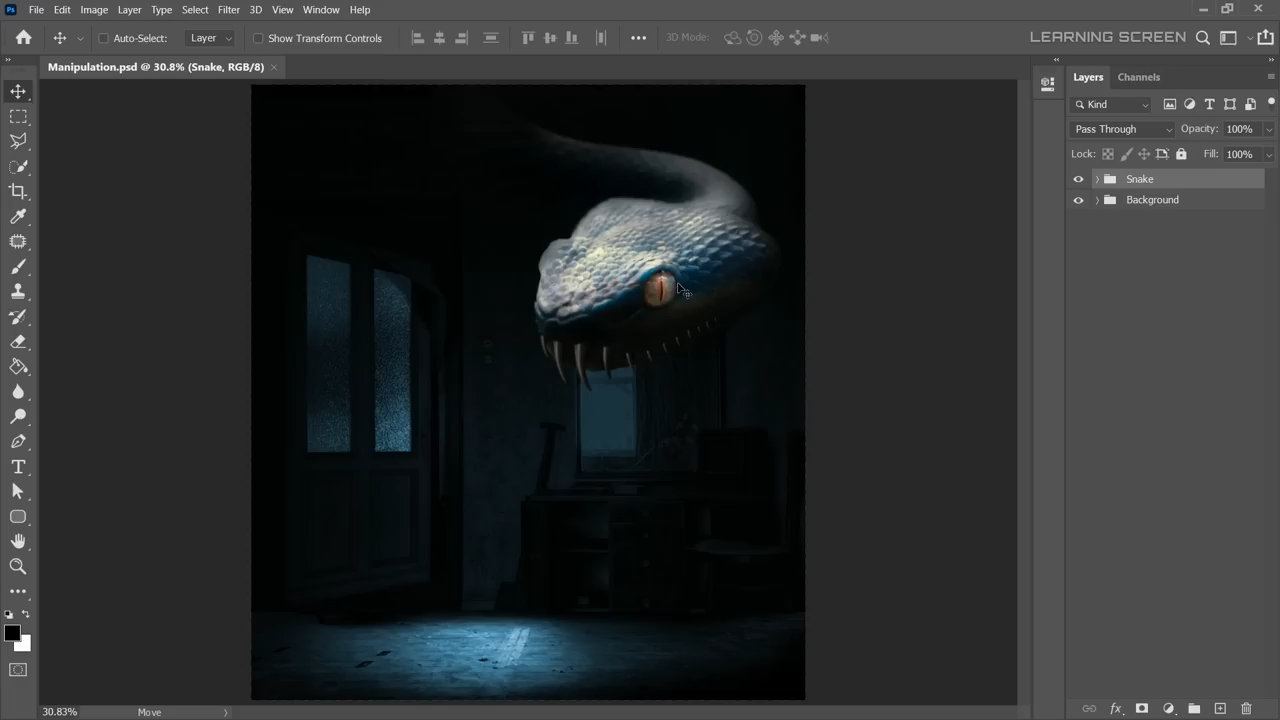 Ps File Edit Image Layer Type Select Filter 3D View Window Help
Auto-Select: Layer Show Transform Controls 3D Mode: LEARNING SCREEN
Manipulation.psd @ 30.8% (Snake, RGB/8)
Layers Channels
Kind
Pass Through Opacity: 100%
Lock: Fill: 100%
Snake
Background
30.83% Move
fx